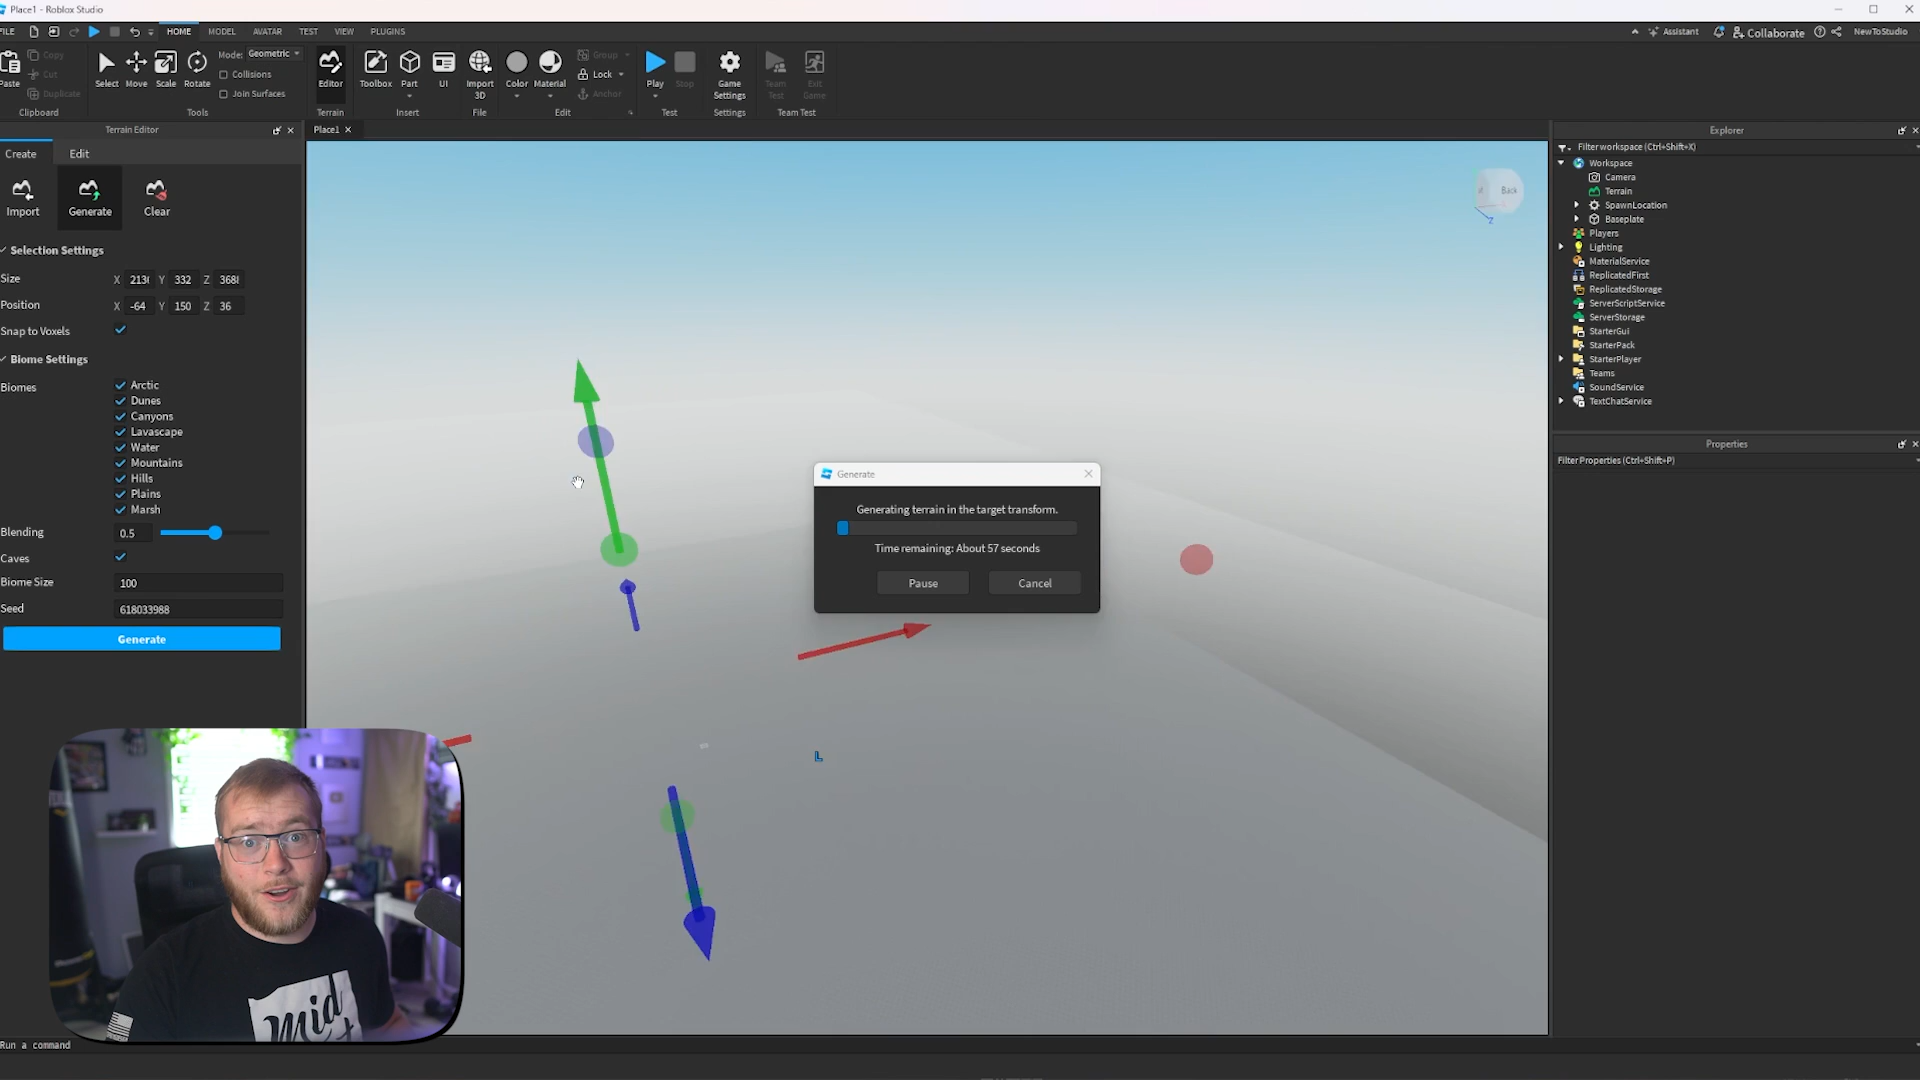 Place1 - Roblox Studio
FILE HOME MODEL AVATAR TEST VIEW PLUGINS
Assistant Collaborate NewToStudio
Paste Copy Cut Duplicate
Clipboard
Select Move Scale Rotate
Mode: Geometric
Collisions
Join Surfaces
Tools
Editor
Terrain
Toolbox Part UI
Insert
Import 3D
File
Color Material
Group
Lock
Anchor
Edit
Play Stop
Test
Game Settings
Settings
Team Test Exit Game
Team Test
Terrain Editor
Create Edit
Import Generate Clear
Selection Settings
Size X 213 Y 332 Z 368
Position X -64 Y 150 Z 36
Snap to Voxels
Biome Settings
Biomes
Arctic
Dunes
Canyons
Lavascape
Water
Mountains
Hills
Plains
Marsh
Blending 0.5
Caves
Biome Size 100
Seed 618033988
Generate
Place1
Back
Z
Generate
Generating terrain in the target transform.
Time remaining: About 57 seconds
Pause Cancel
L
Mid
Explorer
Filter workspace (Ctrl+Shift+X)
Workspace
Camera
Terrain
SpawnLocation
Baseplate
Players
Lighting
MaterialService
ReplicatedFirst
ReplicatedStorage
ServerScriptService
ServerStorage
StarterGui
StarterPack
StarterPlayer
Teams
SoundService
TextChatService
Properties
Filter Properties (Ctrl+Shift+P)
Run a command